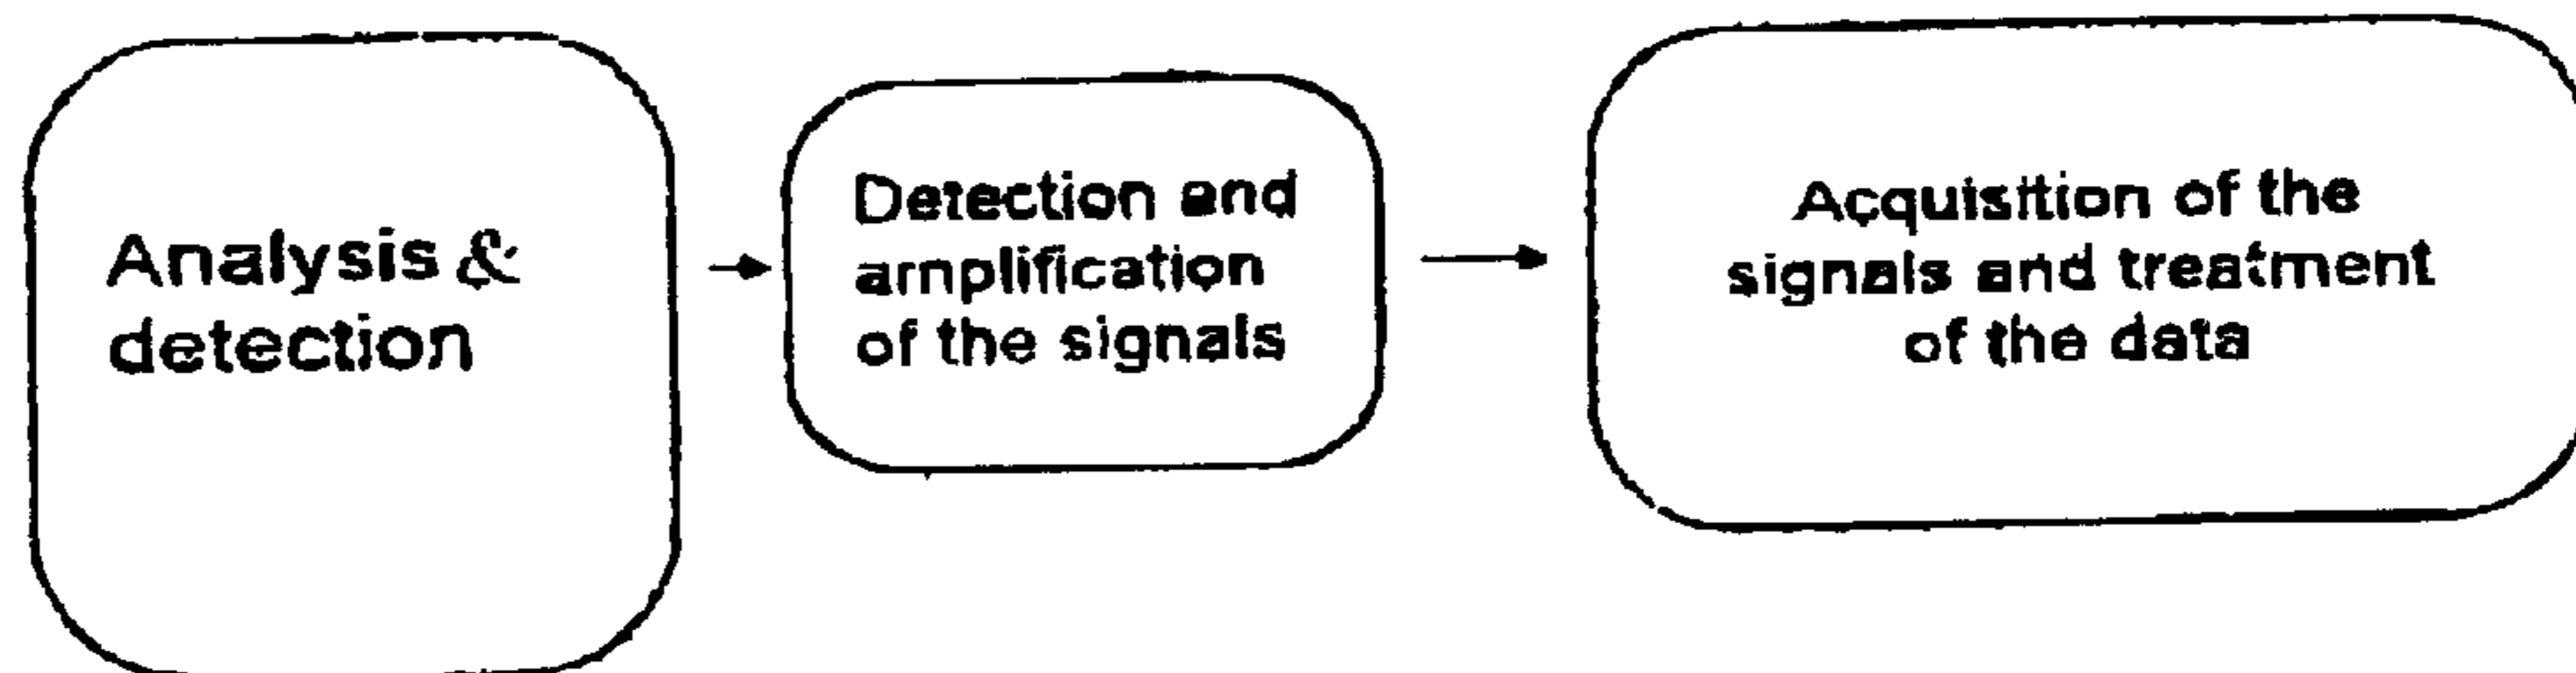 Analysis &
detection
Detection and
amplification
of the signals
Acquisition of the
signals and treatment
of the data